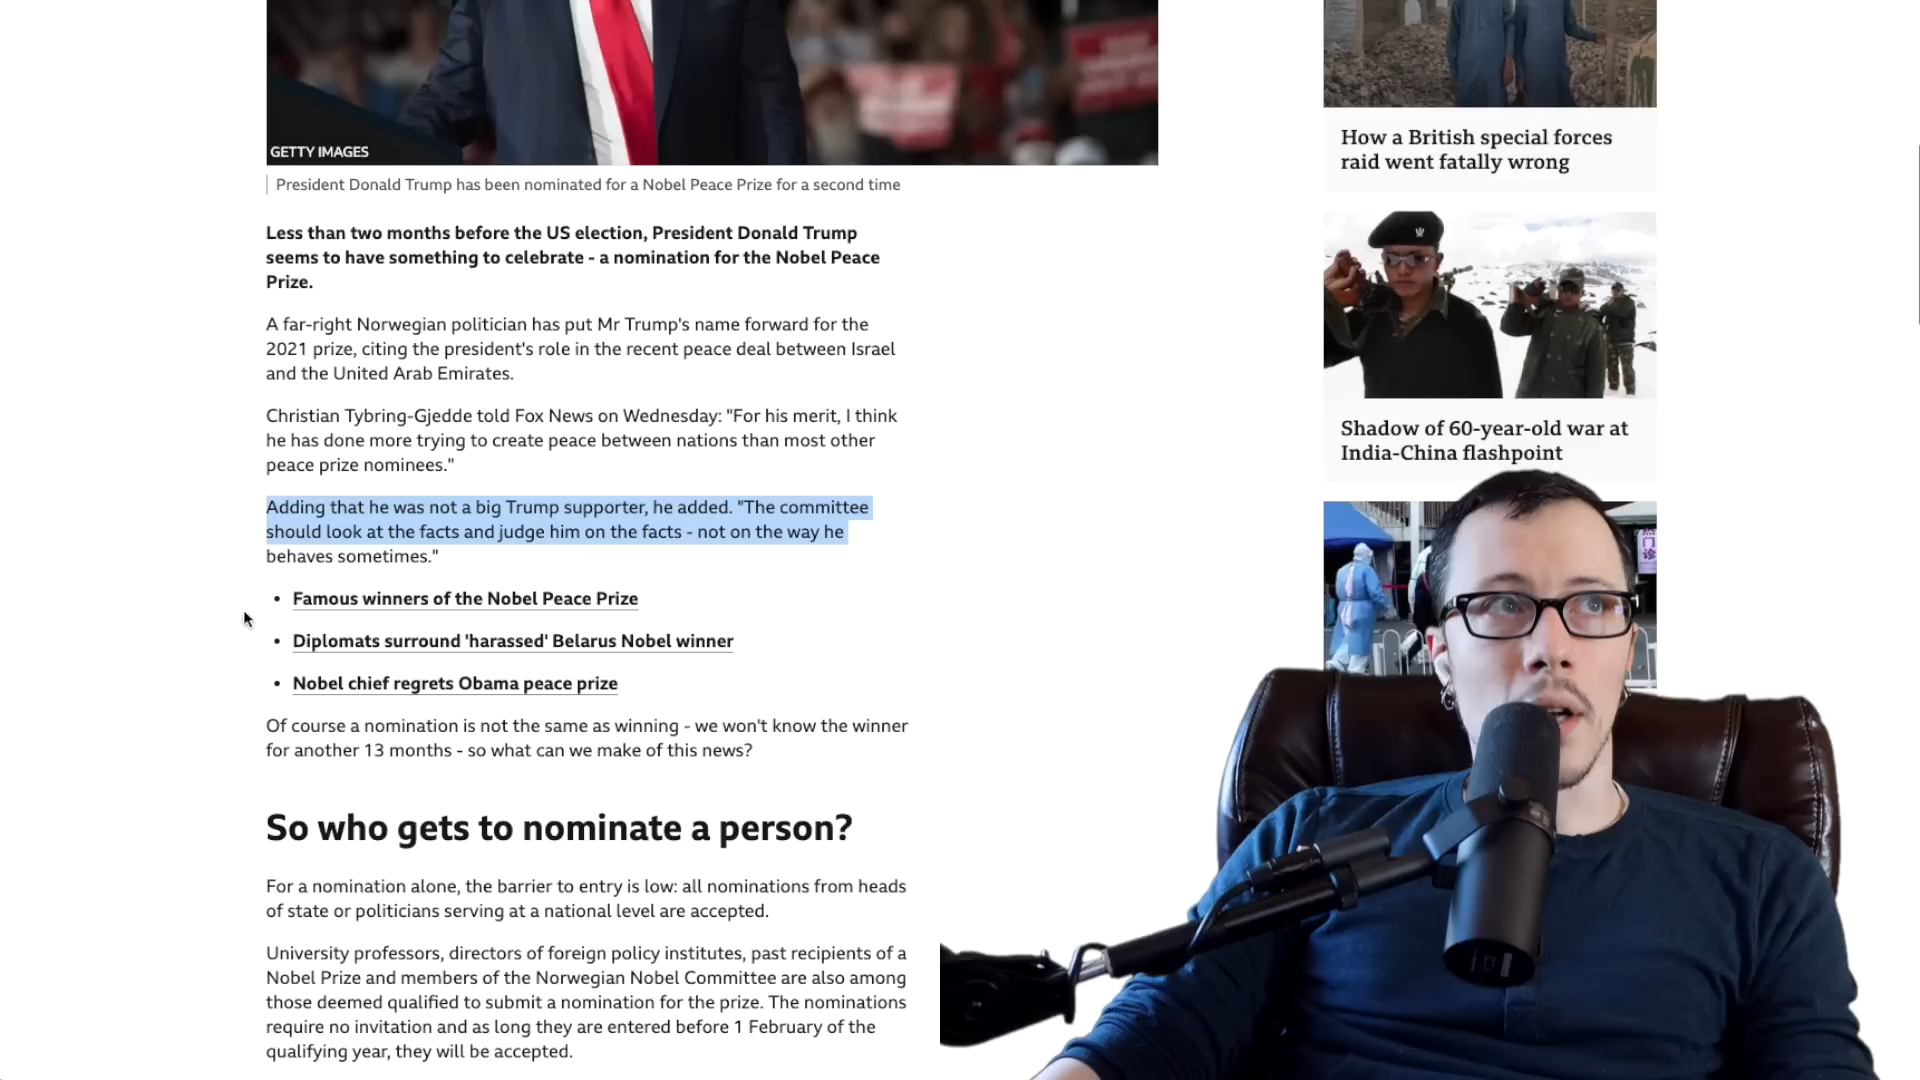 GETTY IMAGES
President Donald Trump has been nominated for a Nobel Peace Prize for a second time
Less than two months before the US election, President Donald Trump
seems to have something to celebrate - a nomination for the Nobel Peace
Prize.
A far-right Norwegian politician has put Mr Trump's name forward for the
2021 prize, citing the president's role in the recent peace deal between Israel
and the United Arab Emirates.
Christian Tybring-Gjedde told Fox News on Wednesday: "For his merit, I think
he has done more trying to create peace between nations than most other
peace prize nominees."
Adding that he was not a big Trump supporter, he added. "The committee
should look at the facts and judge him on the facts - not on the way he
behaves sometimes."
• Famous winners of the Nobel Peace Prize
• Diplomats surround 'harassed' Belarus Nobel winner
• Nobel chief regrets Obama peace prize
Of course a nomination is not the same as winning - we won't know the winner
for another 13 months - so what can we make of this news?
So who gets to nominate a person?
For a nomination alone, the barrier to entry is low: all nominations from heads
of state or politicians serving at a national level are accepted.
University professors, directors of foreign policy institutes, past recipients of a
Nobel Prize and members of the Norwegian Nobel Committee are also among
those deemed qualified to submit a nomination for the prize. The nominations
require no invitation and as long they are entered before 1 February of the
qualifying year, they will be accepted.
How a British special forces
raid went fatally wrong
Shadow of 60-year-old war at
India-China flashpoint
门
诊